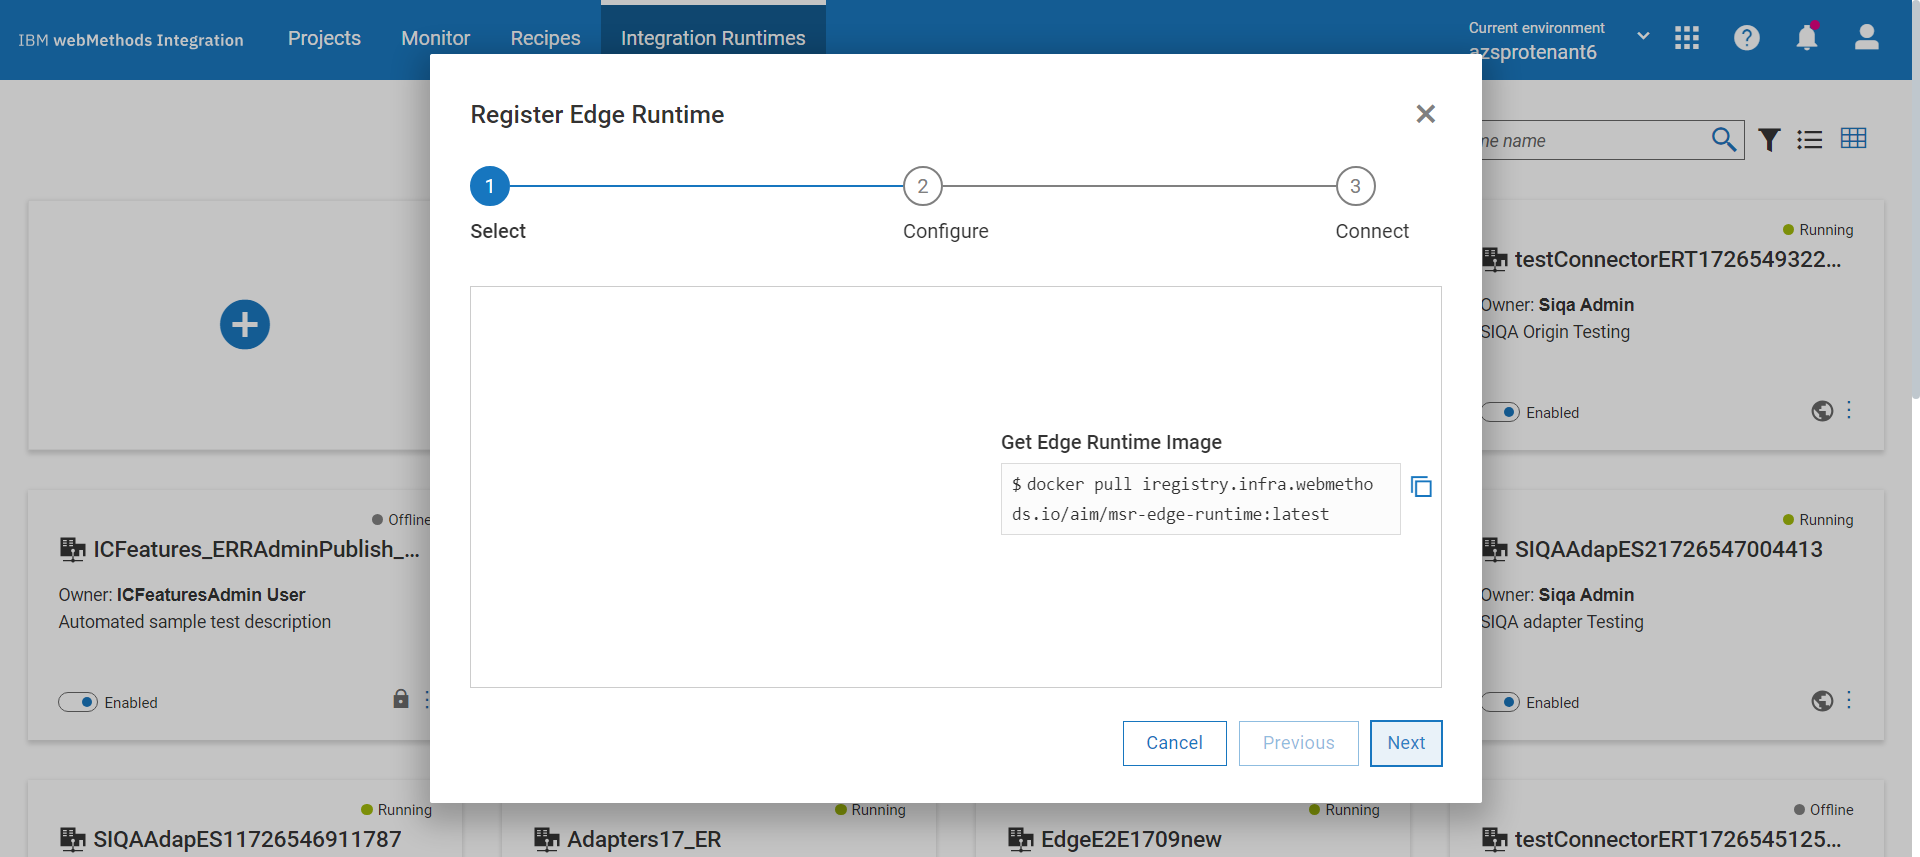 IBM webMethods Integration
Projects
Monitor
Recipes
Integration Runtimes
Current environment
azsprotenant6
Register Edge Runtime
1
2
3
Select
Configure
Connect
Get Edge Runtime Image
$ docker pull iregistry.infra.webmetho
ds.io/aim/msr-edge-runtime:latest
Cancel
Previous
Next
name
Running
testConnectorERT1726549322...
Owner: Siqa Admin
SIQA Origin Testing
Enabled
Offline
ICFeatures_ERRAdminPublish_...
Owner: ICFeaturesAdmin User
Automated sample test description
Enabled
Running
SIQAAdapES21726547004413
Owner: Siqa Admin
SIQA adapter Testing
Enabled
Running
SIQAAdapES11726546911787
Running
Adapters17_ER
Running
EdgeE2E1709new
Offline
testConnectorERT1726545125...